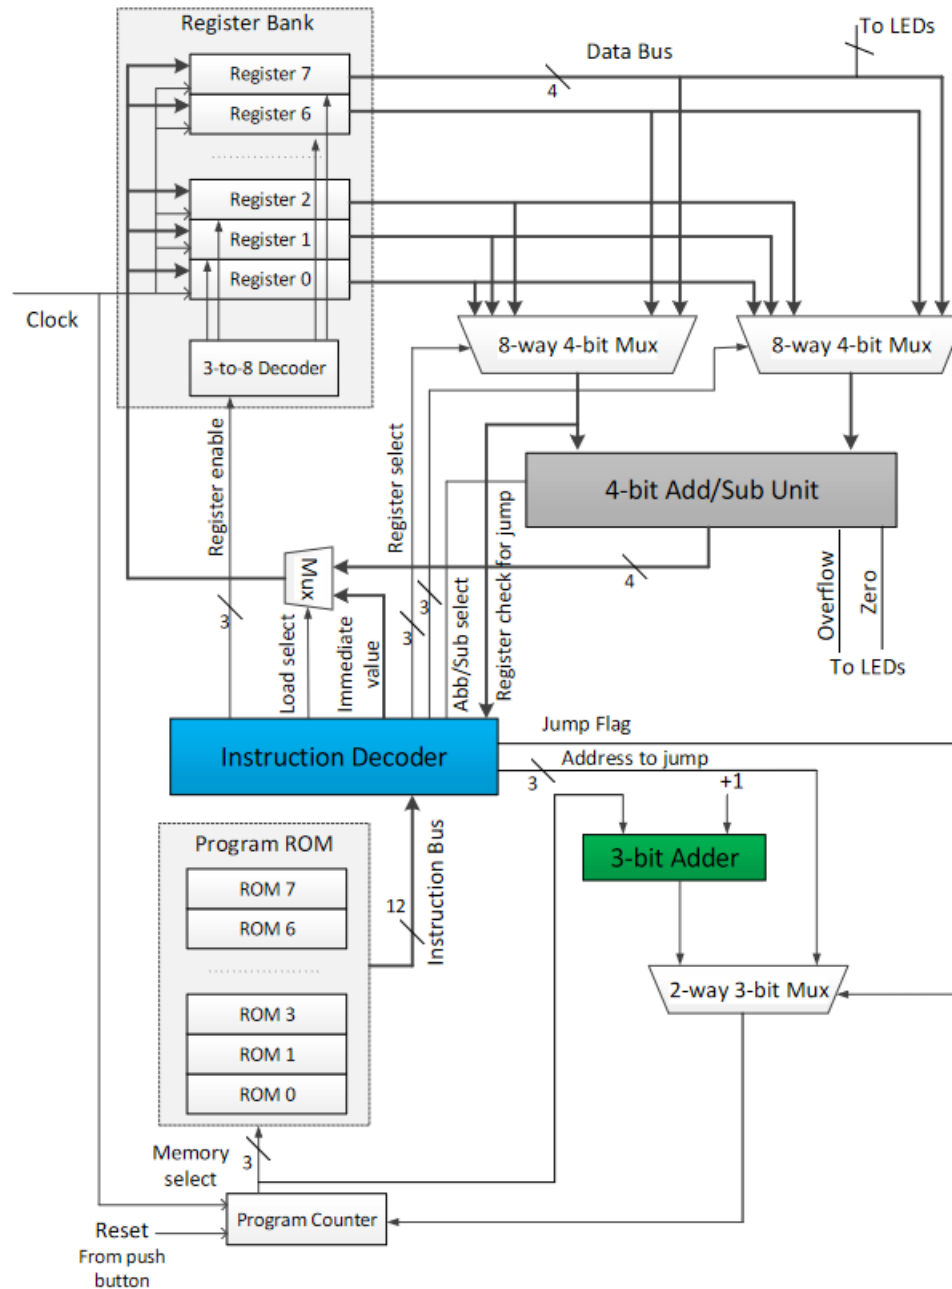 Register Bank
To LEDs
Data Bus
Register 7
4
Register 6
Register 2
Register 1
Register 0
Clock
8-way 4-bit Mux
8-way 4-bit Mux
3-to-8 Decoder
Register enable
Register select
Register check for jump
4-bit Add/Sub Unit
Mux
4
3
3
3
Load select
Immediate
value
Abb/Sub select
Overflow
Zero
To LEDs
Instruction Decoder
Jump Flag
Address to jump
3
+1
Program ROM
Instruction Bus
12
3-bit Adder
ROM 7
ROM 6
2-way 3-bit Mux
ROM 3
ROM 1
ROM 0
Memory
select
3
Program Counter
Reset
From push
button